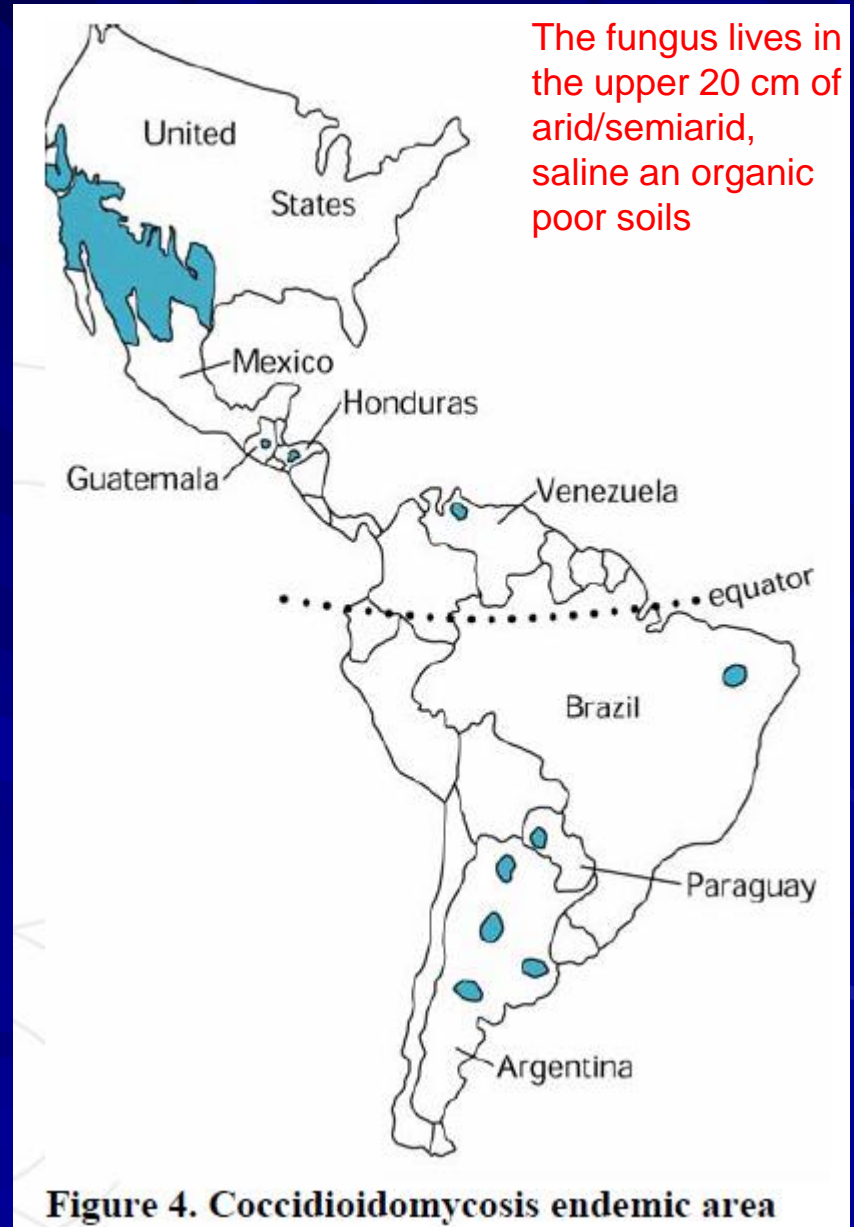 The fungus lives in
the upper 20 cm of
arid/semiarid,
saline an organic
poor soils
United
States
Mexico
Honduras
Guatemala
Venezuela
equator
Brazil
Paraguay
Argentina
Figure 4. Coccidioidomycosis endemic area